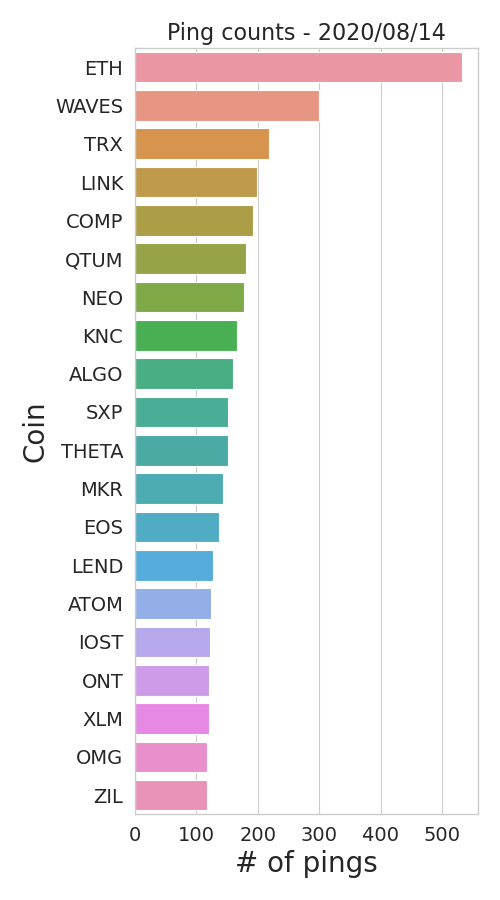 Ping counts - 2020/08/14
ETH
WAVES
TRX
LINK
COMP
QTUM
NEO
KNC
ALGO
SXP
THETA
MKR
EOS
LEND
ATOM
IOST
ONT
XLM
OMG
ZIL
Coin
0 100 200 300 400 500
# of pings